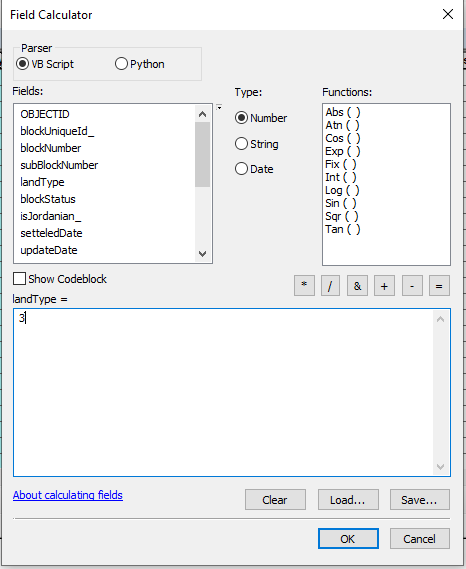 Field Calculator
Parser
VB Script Python
Fields: Type: Functions:
OBJECTID
blockUniqueId_
blockNumber
subBlockNumber
landType
blockStatus
isJordanian_
setteledDate
updateDate
Number
String
Date
Abs ( )
Atn ( )
Cos ( )
Exp ( )
Fix ( )
Int ( )
Log ( )
Sin ( )
Sqr ( )
Tan ( )
Show Codeblock
* / & + - =
landType =
3
About calculating fields Clear Load... Save...
OK Cancel